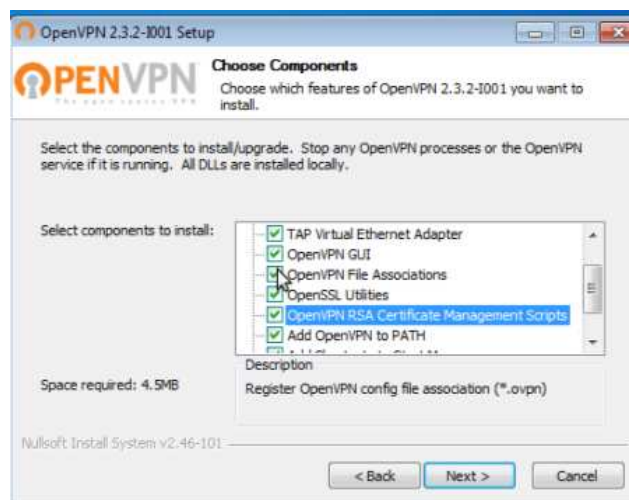 OpenVPN 2.3.2-I001 Setup
OPENVPN
Choose Components
Choose which features of OpenVPN 2.3.2-I001 you want to
install.
Select the components to install/upgrade. Stop any OpenVPN processes or the OpenVPN
service if it is running. All DLLs are installed locally.
Select components to install:
TAP Virtual Ethernet Adapter
OpenVPN GUI
OpenVPN File Associations
OpenSSL Utilities
OpenVPN RSA Certificate Management Scripts
Add OpenVPN to PATH
Description
Space required: 4.5MB
Register OpenVPN config file association (*.ovpn)
Nullsoft Install System v2.46-101
< Back
Next >
Cancel